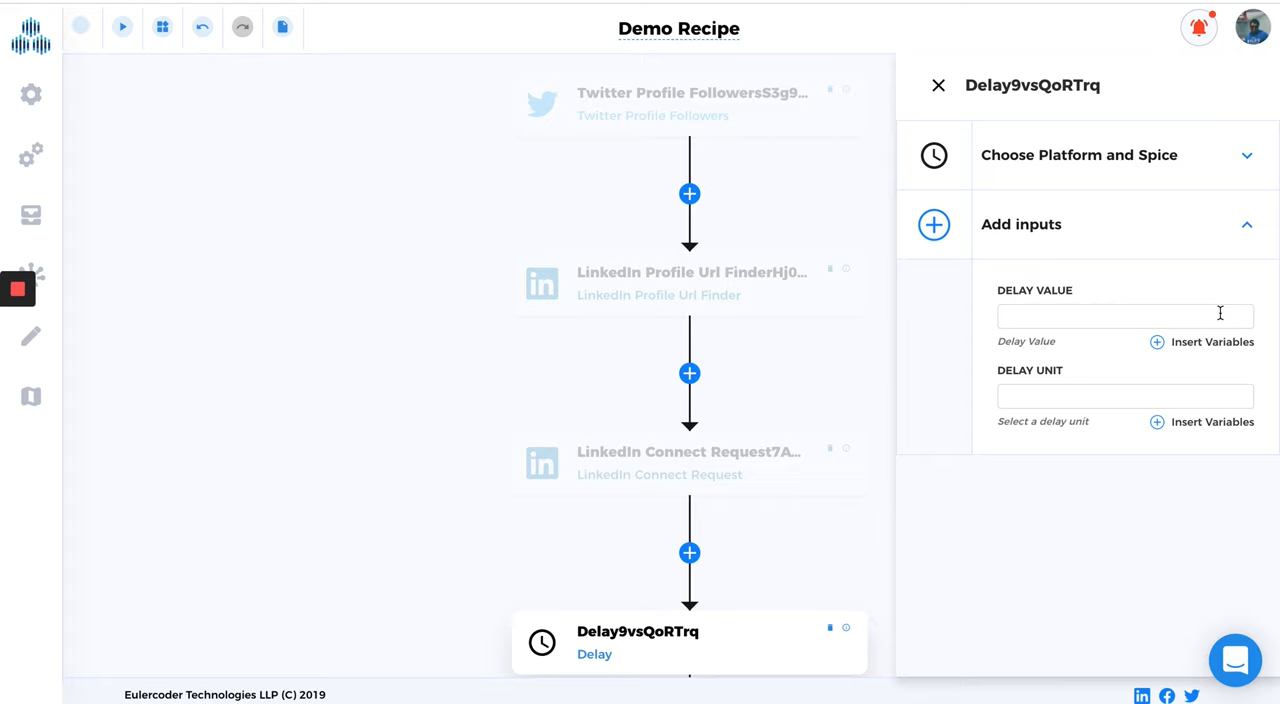 Demo Recipe
Twitter Profile FollowersS3g9...
Twitter Profile Followers
LinkedIn Profile Url FinderHj0...
LinkedIn Profile Url Finder
LinkedIn Connect Request7A...
LinkedIn Connect Request
Delay9vsQoRTrq
Delay
Delay9vsQoRTrq
Choose Platform and Spice
Add inputs
DELAY VALUE
Delay Value
Insert Variables
DELAY UNIT
Select a delay unit
Insert Variables
Eulercoder Technologies LLP (C) 2019